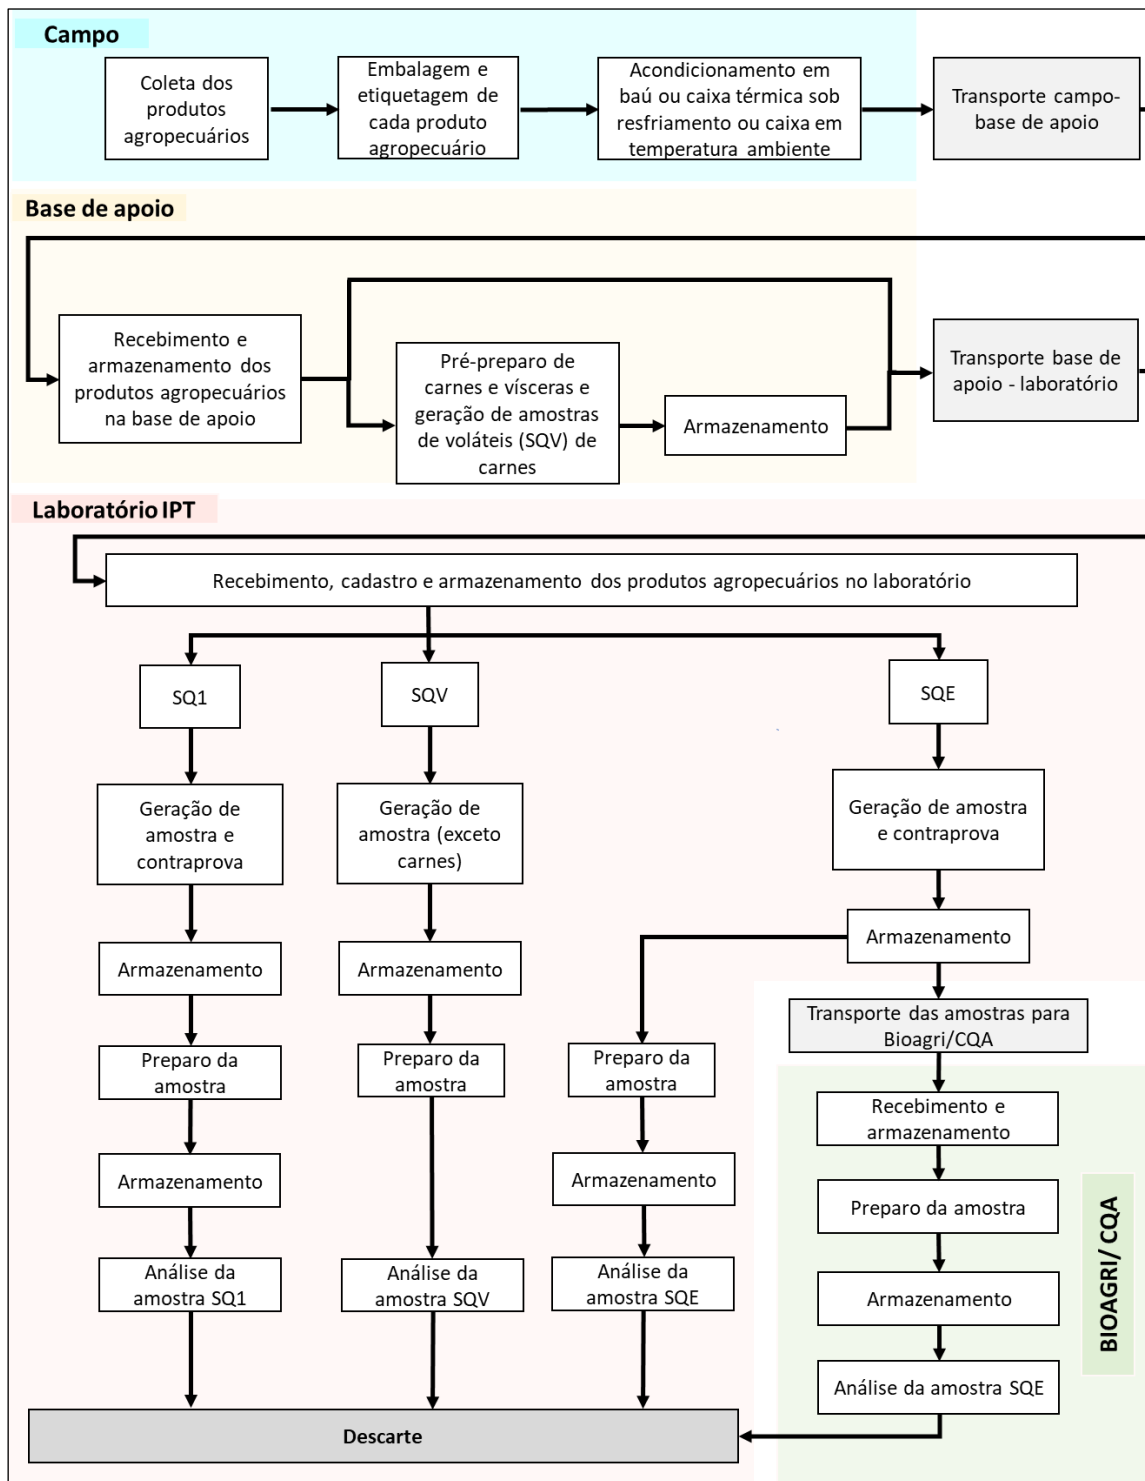 Campo
Coleta dos
produtos
agropecuários
Embalagem e
etiquetagem de
cada produto
agropecuário
Acondicionamento em
baú ou caixa térmica sob
resfriamento ou caixa em
temperatura ambiente
Transporte campo-
base de apoio
Base de apoio
Recebimento e
armazenamento dos
produtos agropecuários
na base de apoio
Pré-preparo de
carnes e vísceras e
geração de amostras
de voláteis (SQV) de
carnes
Armazenamento
Transporte base de
apoio - laboratório
Laboratório IPT
Recebimento, cadastro e armazenamento dos produtos agropecuários no laboratório
SQ1
Geração de
amostra e
contraprova
Armazenamento
Preparo da
amostra
Armazenamento
Análise da
amostra SQ1
SQV
Geração de
amostra (exceto
carnes)
Armazenamento
Preparo da
amostra
Análise da
amostra SQV
SQE
Geração de amostra
e contraprova
Armazenamento
Preparo da
amostra
Armazenamento
Análise da
amostra SQE
Transporte das amostras para
Bioagri/CQA
Recebimento e
armazenamento
Preparo da amostra
Armazenamento
Análise da amostra SQE
BIOAGRI/ CQA
Descarte